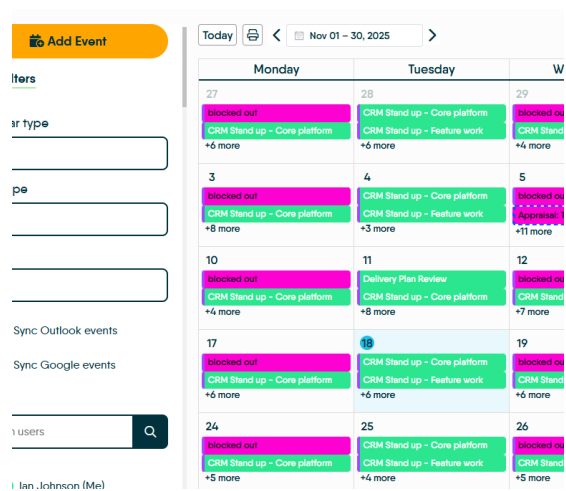 Add Event
Today
Nov 01 – 30, 2025
lters
ar type
pe
Sync Outlook events
Sync Google events
users
Ian Johnson (Me)
Monday Tuesday W
27 28 29
blocked out CRM Stand up - Core platform blocked ou
CRM Stand up - Core platform CRM Stand up - Feature work CRM Stand
+6 more +6 more +4 more
3 4 5
blocked out CRM Stand up - Core platform blocked ou
CRM Stand up - Core platform CRM Stand up - Feature work Appraisal: 1
+8 more +3 more +11 more
10 11 12
blocked out Delivery Plan Review blocked ou
CRM Stand up - Core platform CRM Stand up - Core platform CRM Stand
+4 more +8 more +7 more
17 18 19
blocked out CRM Stand up - Core platform blocked ou
CRM Stand up - Core platform CRM Stand up - Feature work CRM Stand
+6 more +6 more +6 more
24 25 26
blocked out CRM Stand up - Core platform blocked ou
CRM Stand up - Core platform CRM Stand up - Feature work CRM Stand
+5 more +4 more +5 more